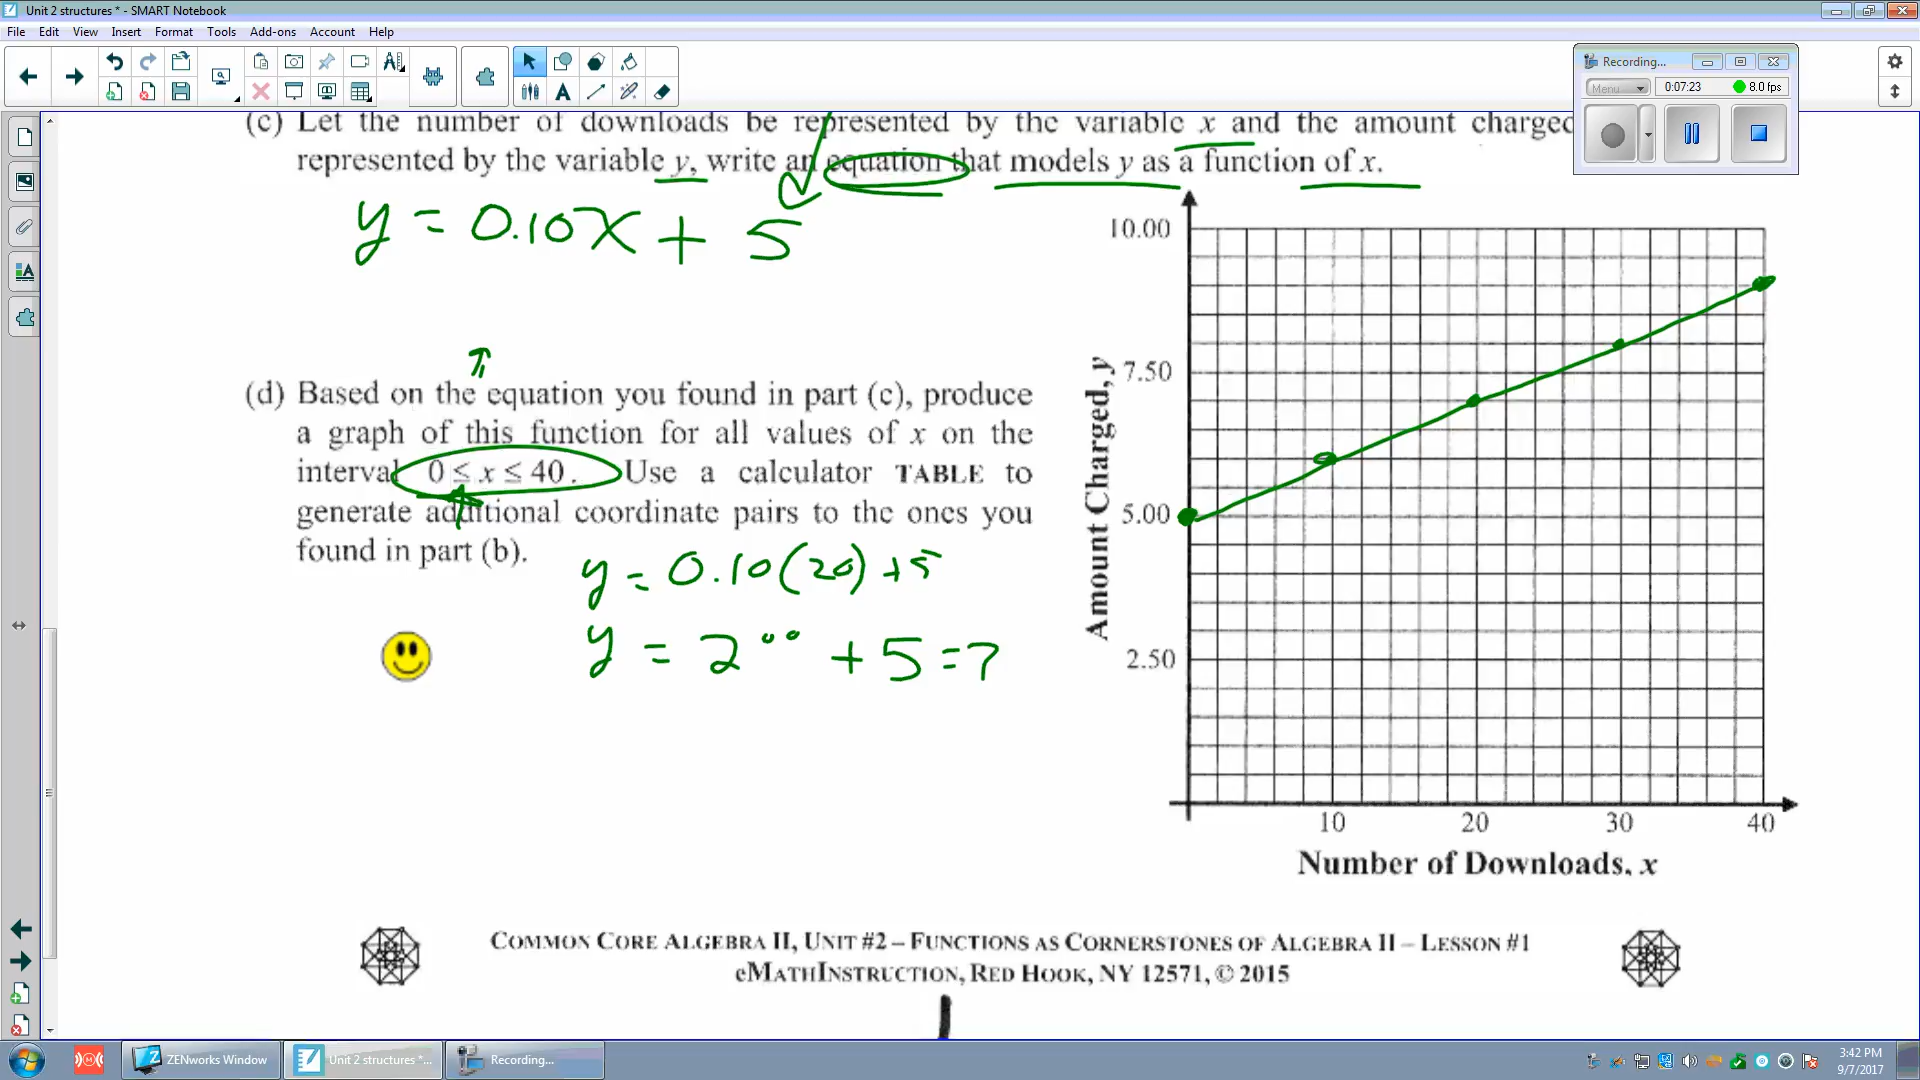 Unit 2 structures * - SMART Notebook
File Edit View Insert Format Tools Add-ons Account Help
Recording...
Menu 0:07:23 8.0 fps
(c) Let the number of downloads be represented by the variable x and the amount charged
represented by the variable y, write an equation that models y as a function of x.
y = 0.10x + 5
(d) Based on the equation you found in part (c), produce
a graph of this function for all values of x on the
interval 0 ≤ x ≤ 40. Use a calculator TABLE to
generate additional coordinate pairs to the ones you
found in part (b).
y = 0.10(20) + 5
y = 2⁰⁰ + 5 = 7
Amount Charged, y
10.00
7.50
5.00
2.50
10 20 30 40
Number of Downloads, x
COMMON CORE ALGEBRA II, UNIT #2 – FUNCTIONS AS CORNERSTONES OF ALGEBRA II – LESSON #1
eMATHINSTRUCTION, RED HOOK, NY 12571, © 2015
ZENworks Window
Unit 2 structures *...
Recording...
3:42 PM
9/7/2017